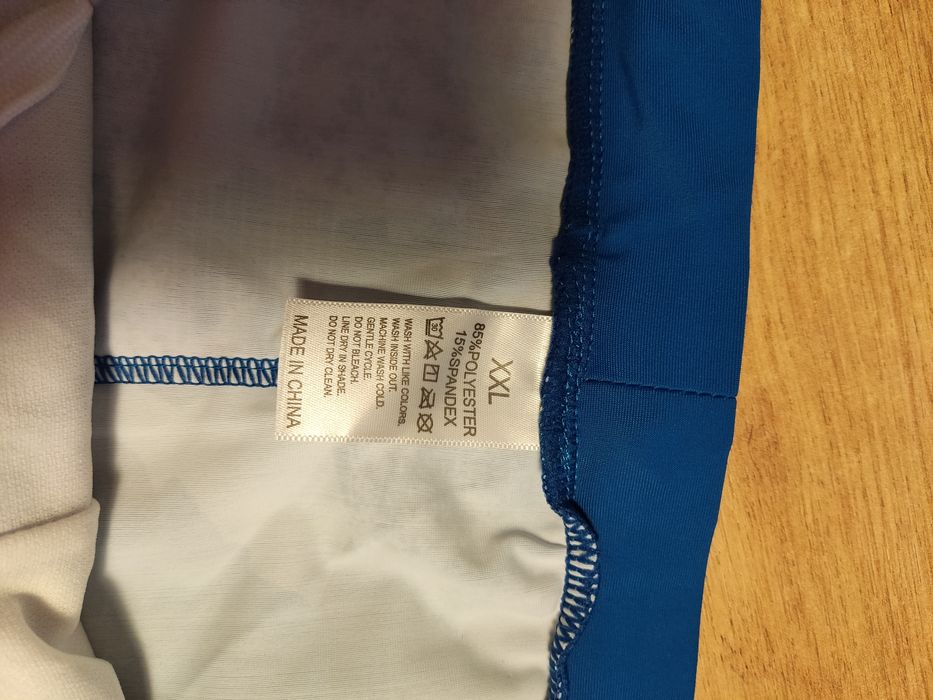 XXL
85%POLYESTER
15%SPANDEX
30
WASH WITH LIKE COLORS.
WASH INSIDE OUT.
MACHINE WASH COLD.
GENTLE CYCLE.
DO NOT BLEACH.
LINE DRY IN SHADE.
DO NOT DRY CLEAN.
MADE IN CHINA